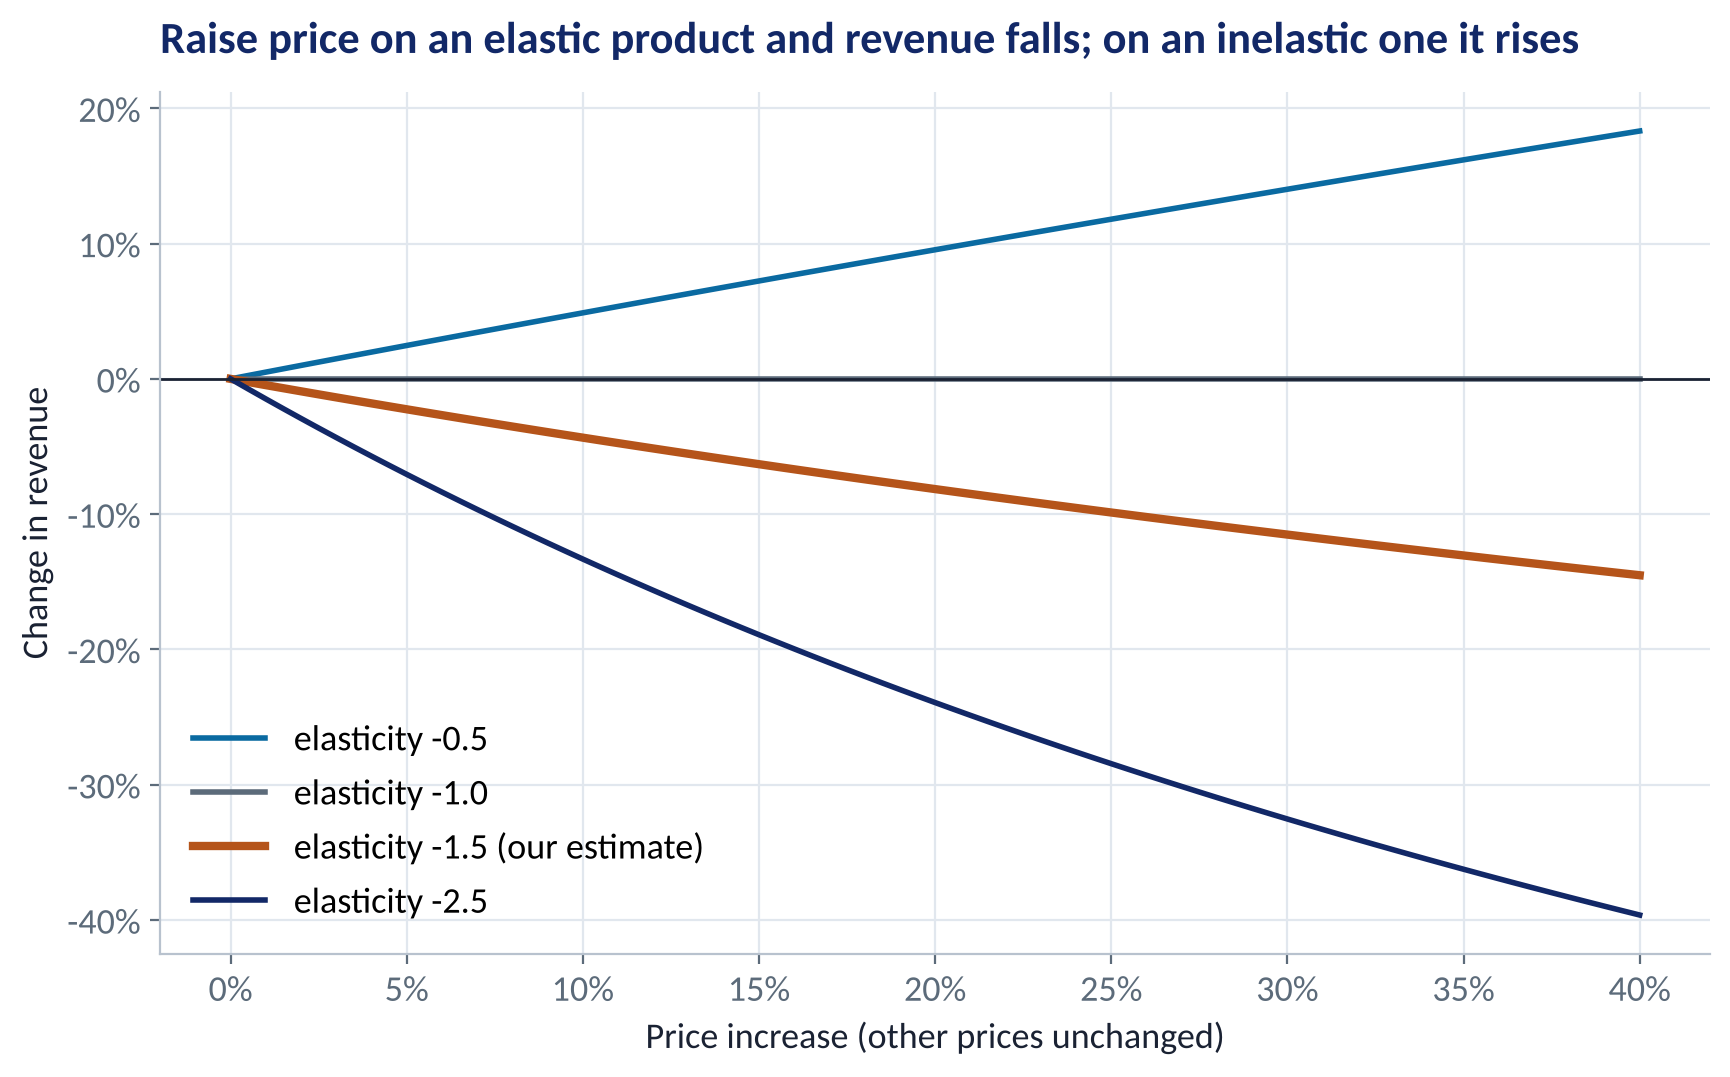 Raise price on an elastic product and revenue falls; on an inelastic one it rises
20%
10%
0%
-10%
-20%
-30%
-40%
Change in revenue
elasticity -0.5
elasticity -1.0
elasticity -1.5 (our estimate)
elasticity -2.5
0% 5% 10% 15% 20% 25% 30% 35% 40%
Price increase (other prices unchanged)